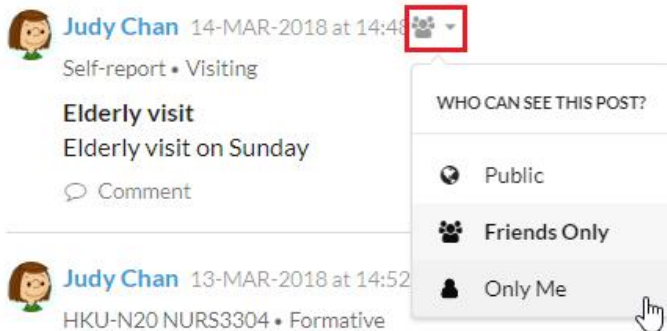 Judy Chan 14-MAR-2018 at 14:48
Self-report • Visiting
Elderly visit
Elderly visit on Sunday
Comment
WHO CAN SEE THIS POST?
Public
Friends Only
Only Me
Judy Chan 13-MAR-2018 at 14:52
HKU-N20 NURS3304 • Formative